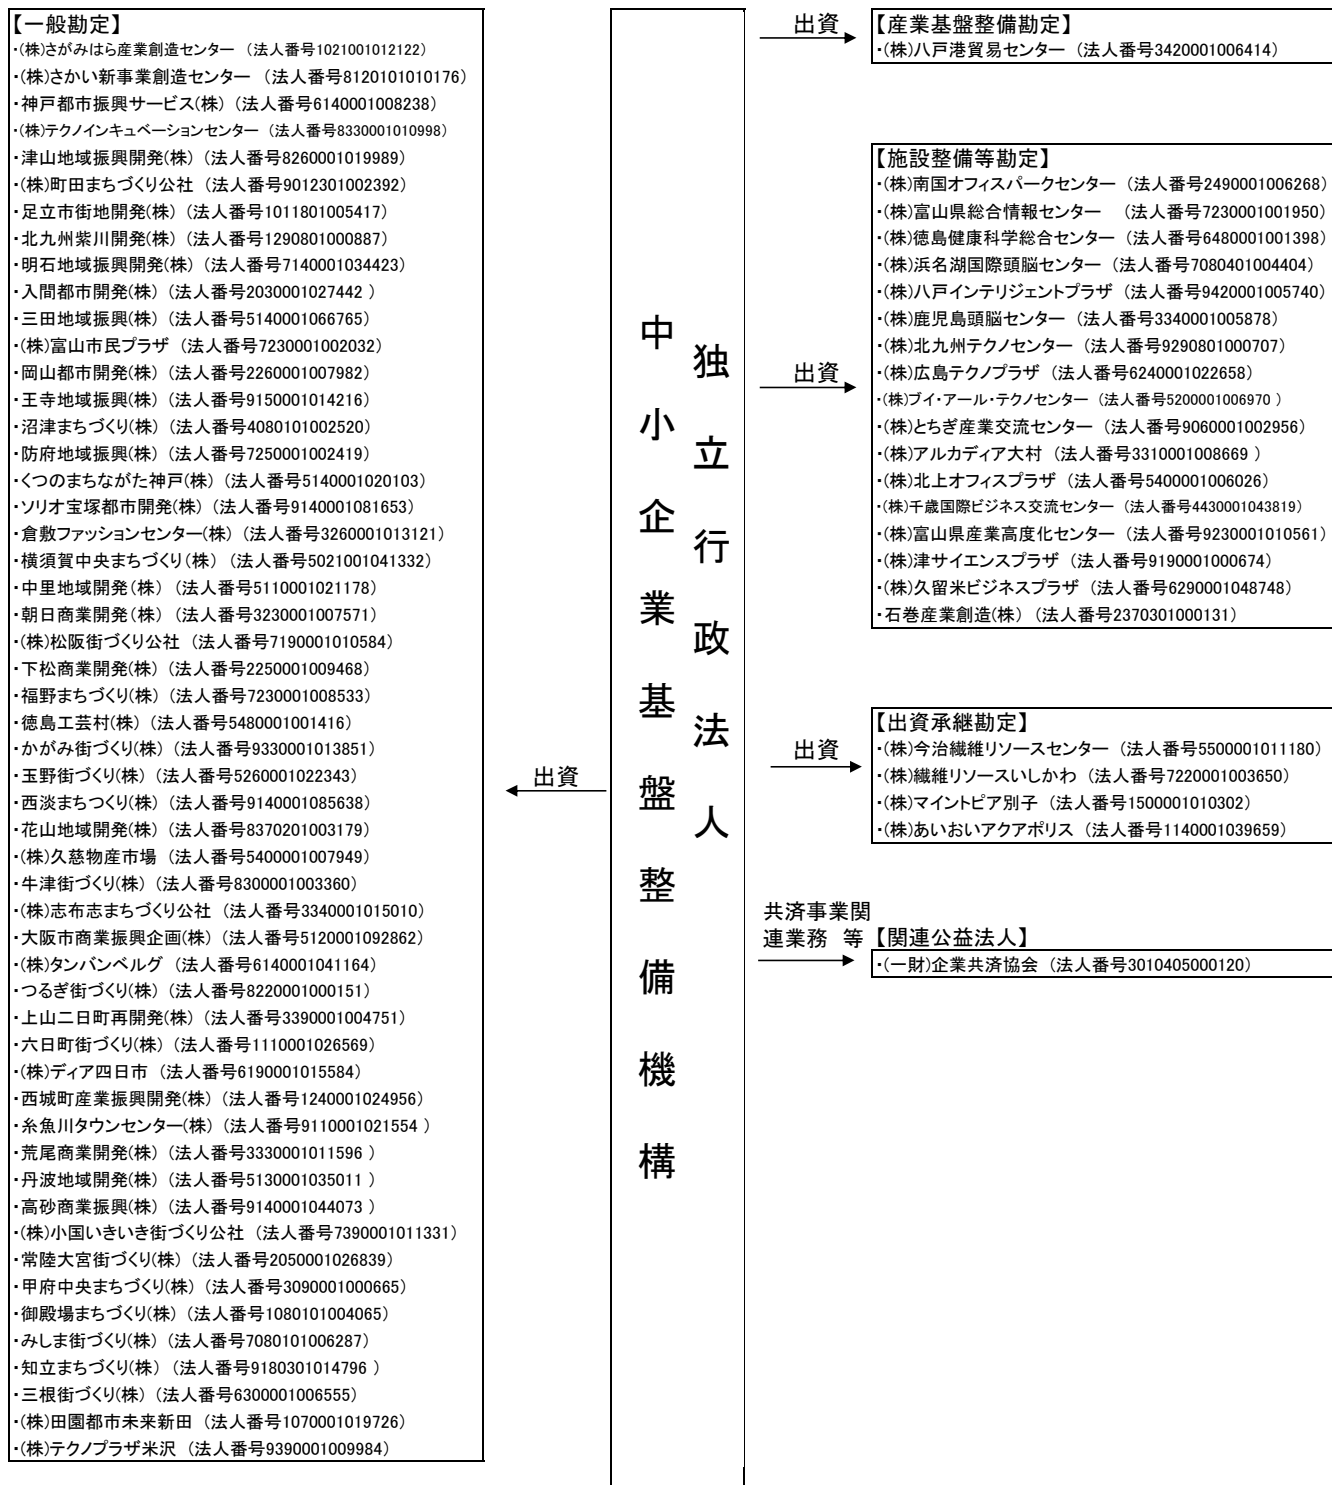 【一般勘定】
・(株)さがみはら産業創造センター （法人番号1021001012122）
・(株)さかい新事業創造センター （法人番号8120101010176）
・神戸都市振興サービス(株) （法人番号6140001008238）
・(株)テクノインキュベーションセンター （法人番号8330001010998）
・津山地域振興開発(株) （法人番号8260001019989）
・(株)町田まちづくり公社 （法人番号9012301002392）
・足立市街地開発(株) （法人番号1011801005417）
・北九州紫川開発(株) （法人番号1290801000887）
・明石地域振興開発(株) （法人番号7140001034423）
・入間都市開発(株) （法人番号2030001027442 ）
・三田地域振興(株) （法人番号5140001066765）
・(株)富山市民プラザ （法人番号7230001002032）
・岡山都市開発(株) （法人番号2260001007982）
・王寺地域振興(株) （法人番号9150001014216）
・沼津まちづくり(株) （法人番号4080101002520）
・防府地域振興(株) （法人番号7250001002419）
・くつのまちながた神戸(株) （法人番号5140001020103）
・ソリオ宝塚都市開発(株) （法人番号9140001081653）
・倉敷ファッションセンター(株) （法人番号3260001013121）
・横須賀中央まちづくり(株) （法人番号5021001041332）
・中里地域開発(株) （法人番号5110001021178）
・朝日商業開発(株) （法人番号3230001007571）
・(株)松阪街づくり公社 （法人番号7190001010584）
・下松商業開発(株) （法人番号2250001009468）
・福野まちづくり(株) （法人番号7230001008533）
・徳島工芸村(株) （法人番号5480001001416）
・かがみ街づくり(株) （法人番号9330001013851）
・玉野街づくり(株) （法人番号5260001022343）
・西淡まちつくり(株) （法人番号9140001085638）
・花山地域開発(株) （法人番号8370201003179）
・(株)久慈物産市場 （法人番号5400001007949）
・牛津街づくり(株) （法人番号8300001003360）
・(株)志布志まちづくり公社 （法人番号3340001015010）
・大阪市商業振興企画(株) （法人番号5120001092862）
・(株)タンバンベルグ （法人番号6140001041164）
・つるぎ街づくり(株) （法人番号8220001000151）
・上山二日町再開発(株) （法人番号3390001004751）
・六日町街づくり(株) （法人番号1110001026569）
・(株)ディア四日市 （法人番号6190001015584）
・西城町産業振興開発(株) （法人番号1240001024956）
・糸魚川タウンセンター(株) （法人番号9110001021554 ）
・荒尾商業開発(株) （法人番号3330001011596 ）
・丹波地域開発(株) （法人番号5130001035011 ）
・高砂商業振興(株) （法人番号9140001044073 ）
・(株)小国いきいき街づくり公社 （法人番号7390001011331）
・常陸大宮街づくり(株) （法人番号2050001026839）
・甲府中央まちづくり(株) （法人番号3090001000665）
・御殿場まちづくり(株) （法人番号1080101004065）
・みしま街づくり(株) （法人番号7080101006287）
・知立まちづくり(株) （法人番号9180301014796 ）
・三根街づくり(株) （法人番号6300001006555）
・(株)田園都市未来新田 （法人番号1070001019726）
・(株)テクノプラザ米沢 （法人番号9390001009984）
出資
独立行政法人
中小企業基盤整備機構
出資
【産業基盤整備勘定】
・(株)八戸港貿易センター （法人番号3420001006414）
出資
【施設整備等勘定】
・(株)南国オフィスパークセンター （法人番号2490001006268）
・(株)富山県総合情報センター （法人番号7230001001950）
・(株)徳島健康科学総合センター （法人番号6480001001398）
・(株)浜名湖国際頭脳センター （法人番号7080401004404）
・(株)八戸インテリジェントプラザ （法人番号9420001005740）
・(株)鹿児島頭脳センター （法人番号3340001005878）
・(株)北九州テクノセンター （法人番号9290801000707）
・(株)広島テクノプラザ （法人番号6240001022658）
・(株)ブイ・アール・テクノセンター （法人番号5200001006970 ）
・(株)とちぎ産業交流センター （法人番号9060001002956）
・(株)アルカディア大村 （法人番号3310001008669 ）
・(株)北上オフィスプラザ （法人番号5400001006026）
・(株)千歳国際ビジネス交流センター （法人番号4430001043819）
・(株)富山県産業高度化センター （法人番号9230001010561）
・(株)津サイエンスプラザ （法人番号9190001000674）
・(株)久留米ビジネスプラザ （法人番号6290001048748）
・石巻産業創造(株) （法人番号2370301000131）
出資
【出資承継勘定】
・(株)今治繊維リソースセンター （法人番号5500001011180）
・(株)繊維リソースいしかわ （法人番号7220001003650）
・(株)マイントピア別子 （法人番号1500001010302）
・(株)あいおいアクアポリス （法人番号1140001039659）
共済事業関
連業務 等
【関連公益法人】
・(一財)企業共済協会 （法人番号3010405000120）